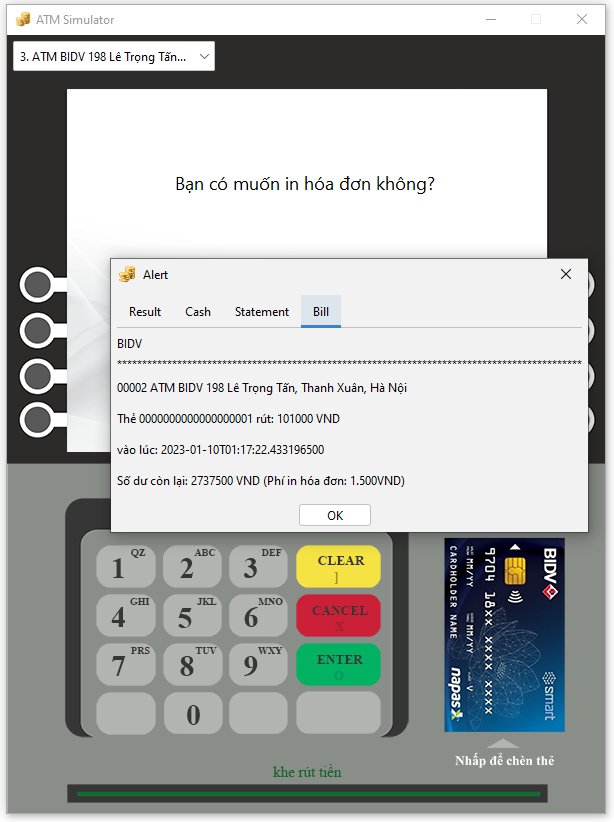 ATM Simulator
3. ATM BIDV 198 Lê Trọng Tấn...
Bạn có muốn in hóa đơn không?
Alert
Result Cash Statement Bill
BIDV
*********************************************************************************************
00002 ATM BIDV 198 Lê Trọng Tấn, Thanh Xuân, Hà Nội
Thẻ 0000000000000000001 rút: 101000 VND
vào lúc: 2023-01-10T01:17:22.433196500
Số dư còn lại: 2737500 VND (Phí in hóa đơn: 1.500VND)
OK
1 QZ 2 ABC 3 DEF CLEAR ]
4 GHI 5 JKL 6 MNO CANCEL X
7 PRS 8 TUV 9 WXY ENTER O
0
BIDV
smart
9704 18XX XXXX XXXX
MM/YY MM/YY V
CARDHOLDER NAME
napas
Nhấp để chèn thẻ
khe rút tiền